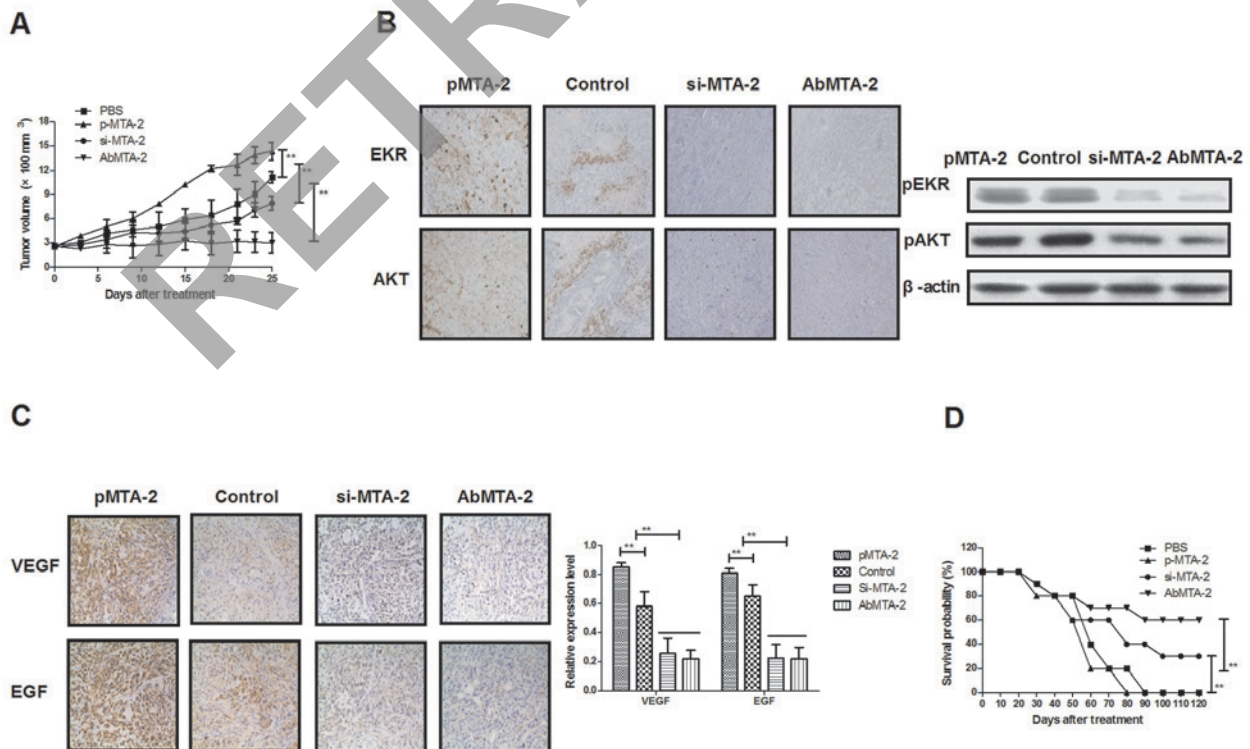 A
B
PBS
p-MTA-2
si-MTA-2
AbMTA-2
Tumor volume (× 100 mm 3)
18
15
12
9
6
3
0
0 5 10 15 20 25
Days after treatment
**
**
**
pMTA-2 Control si-MTA-2 AbMTA-2
EKR
AKT
pMTA-2 Control si-MTA-2 AbMTA-2
pEKR
pAKT
β -actin
RETRA
C
D
pMTA-2 Control si-MTA-2 AbMTA-2
VEGF
EGF
Relative expression level
1.0
0.8
0.6
0.4
0.2
0.0
** **
** **
VEGF EGF
pMTA-2
Control
Si-MTA-2
AbMTA-2
Survival probability (%)
120
100
80
60
40
20
0
0 10 20 30 40 50 60 70 80 90 100 110 120
Days after treatment
PBS
p-MTA-2
si-MTA-2
AbMTA-2
**
**